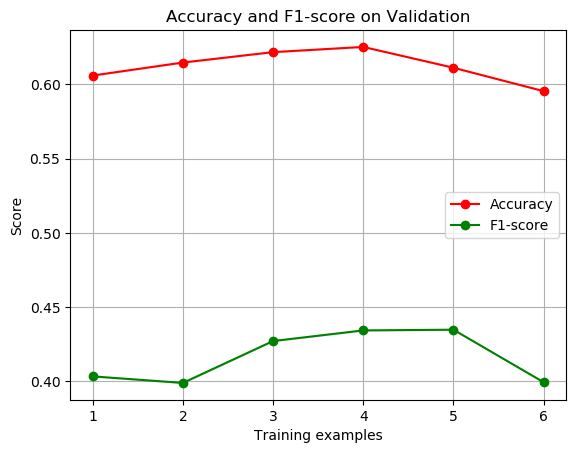 Accuracy and F1-score on Validation
0.60
0.55
0.50
0.45
0.40
Score
Accuracy
F1-score
1 2 3 4 5 6
Training examples